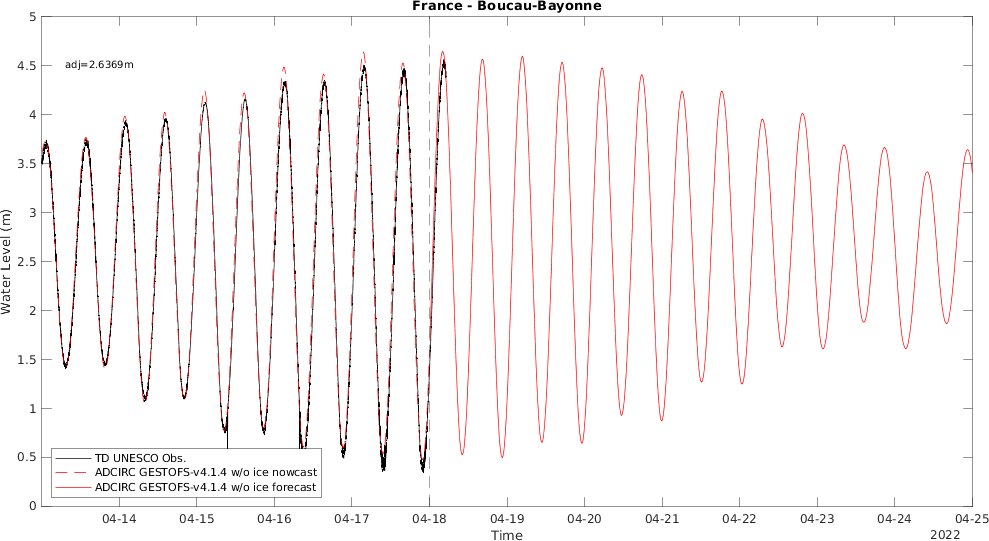 France - Boucau-Bayonne
adj=2.6369m
Water Level (m)
5
4.5
4
3.5
3
2.5
2
1.5
1
0.5
0
TD UNESCO Obs.
ADCIRC GESTOFS-v4.1.4 w/o ice nowcast
ADCIRC GESTOFS-v4.1.4 w/o ice forecast
04-14 04-15 04-16 04-17 04-18 04-19 04-20 04-21 04-22 04-23 04-24 04-25
Time
2022